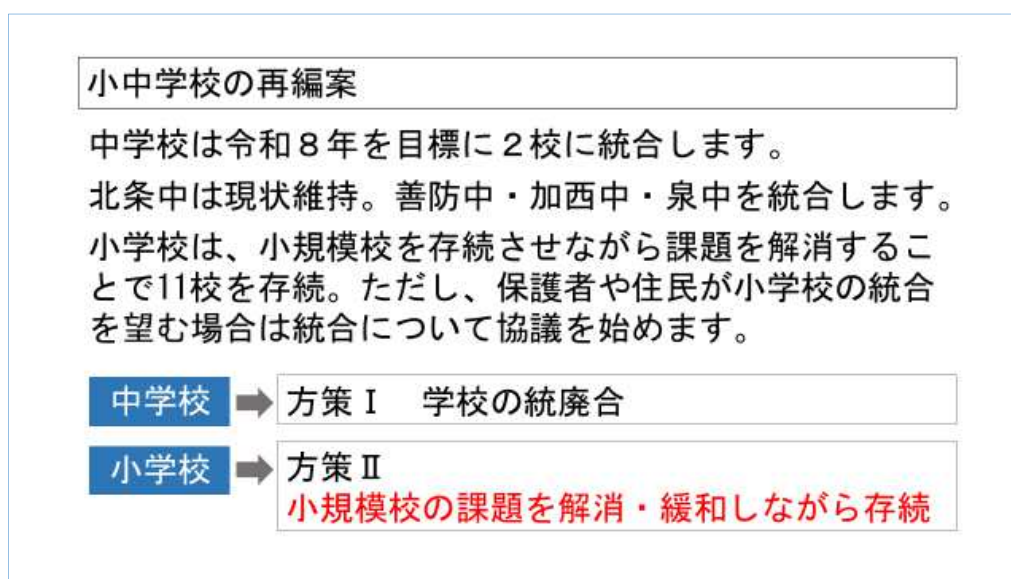 小中学校の再編案
中学校は令和８年を目標に２校に統合します。
北条中は現状維持。善防中・加西中・泉中を統合します。
小学校は、小規模校を存続させながら課題を解消するこ
とで11校を存続。ただし、保護者や住民が小学校の統合
を望む場合は統合について協議を始めます。
中学校 ➡ 方策Ⅰ　学校の統廃合
小学校 ➡ 方策Ⅱ
小規模校の課題を解消・緩和しながら存続